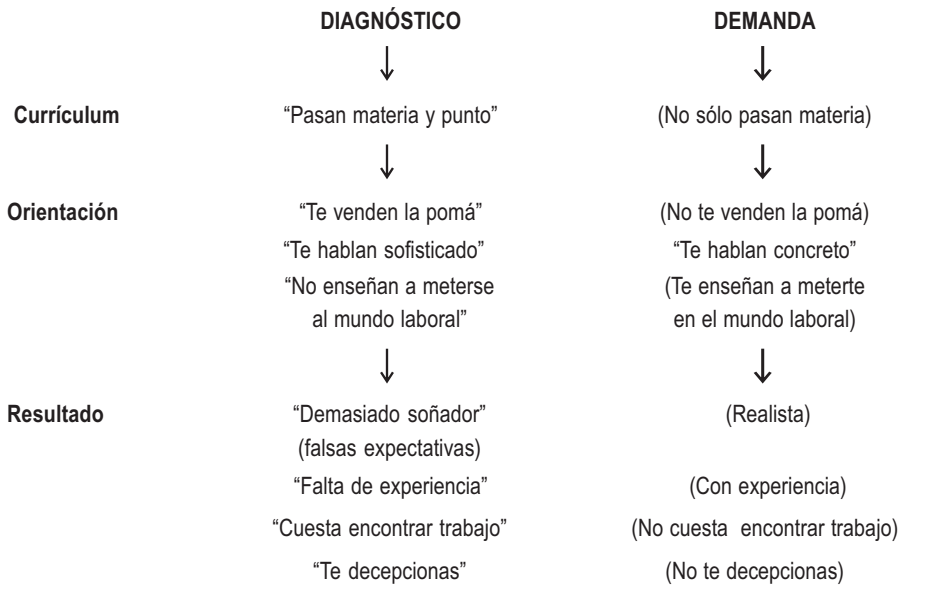 DIAGNÓSTICO DEMANDA
Currículum “Pasan materia y punto” (No sólo pasan materia)
Orientación “Te venden la pomá” (No te venden la pomá)
“Te hablan sofisticado” “Te hablan concreto”
“No enseñan a meterse (Te enseñan a meterte
al mundo laboral” en el mundo laboral)
Resultado “Demasiado soñador” (Realista)
(falsas expectativas)
“Falta de experiencia” (Con experiencia)
“Cuesta encontrar trabajo” (No cuesta encontrar trabajo)
“Te decepcionas” (No te decepcionas)